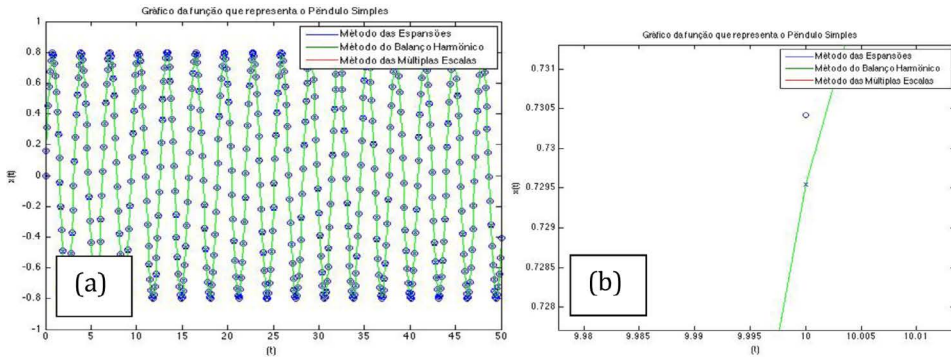 Gráfico da função que representa o Pêndulo Simples
Método das Espansões
Método do Balanço Harmônico
Método das Múltiplas Escalas
1
0.8
0.6
0.4
0.2
0
-0.2
-0.4
-0.6
-0.8
-1
x(t)
(a)
0 5 10 15 20 25 30 35 40 45 50
(t)
Gráfico da função que representa o Pêndulo Simples
Método das Espansões
Método do Balanço Harmônico
Método das Múltiplas Escalas
0.731
0.7305
0.73
0.7295
0.729
0.7285
0.728
x(t)
(b)
9.98 9.985 9.99 9.995 10 10.005 10.01
(t)